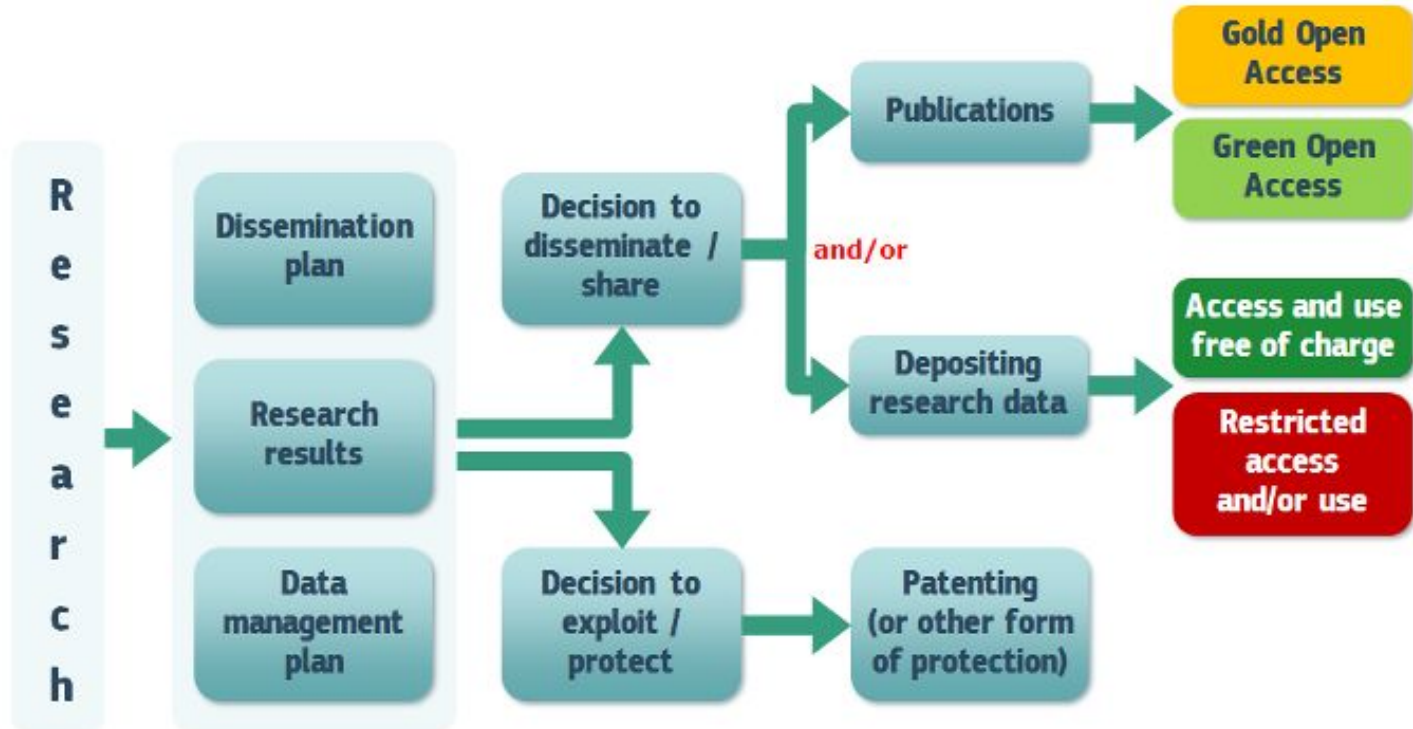 Research
Dissemination
plan
Research
results
Data
management
plan
Decision to
disseminate /
share
Decision to
exploit /
protect
and/or
Publications
Depositing
research data
Patenting
(or other form
of protection)
Gold Open
Access
Green Open
Access
Access and use
free of charge
Restricted
access
and/or use